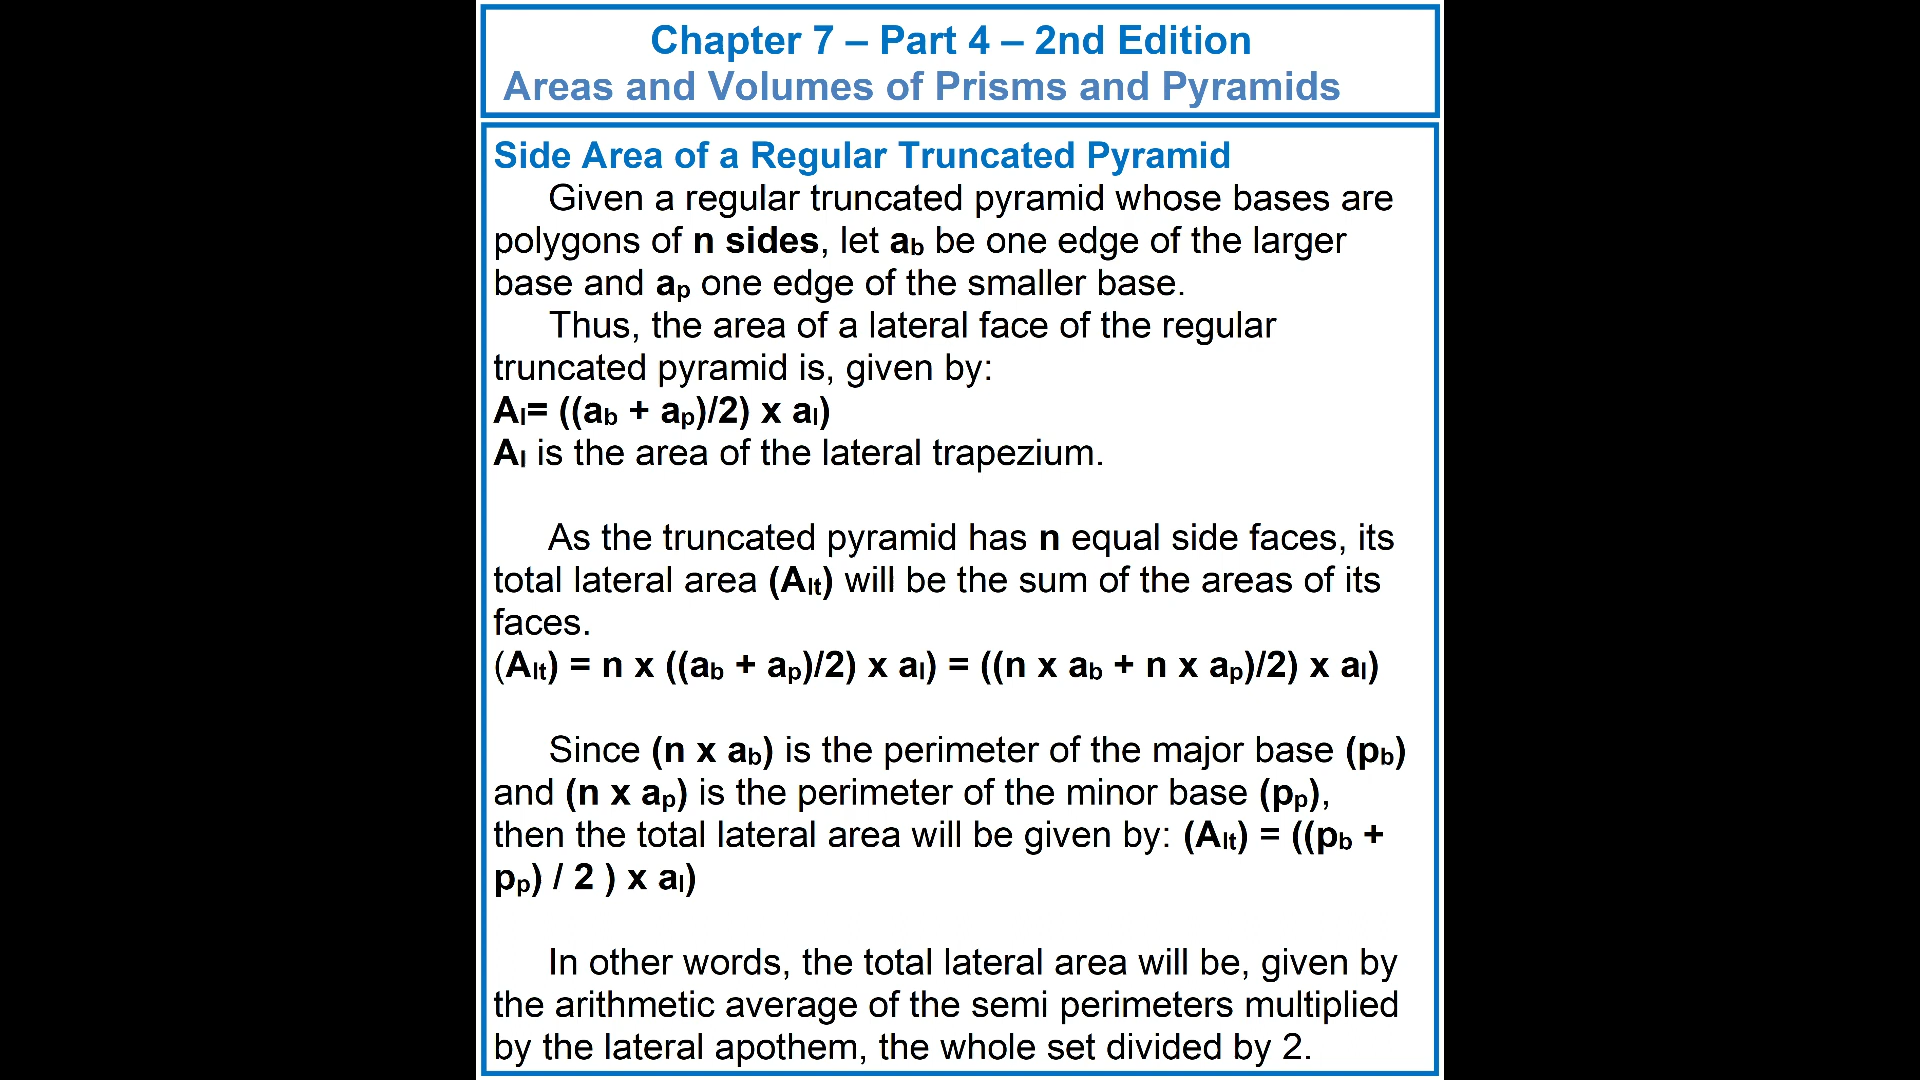 Chapter 7 – Part 4 – 2nd Edition
Areas and Volumes of Prisms and Pyramids
Side Area of a Regular Truncated Pyramid
Given a regular truncated pyramid whose bases are
polygons of n sides, let ab be one edge of the larger
base and ap one edge of the smaller base.
Thus, the area of a lateral face of the regular
truncated pyramid is, given by:
Al= ((ab + ap)/2) x al)
Al is the area of the lateral trapezium.
As the truncated pyramid has n equal side faces, its
total lateral area (Alt) will be the sum of the areas of its
faces.
(Alt) = n x ((ab + ap)/2) x al) = ((n x ab + n x ap)/2) x al)
Since (n x ab) is the perimeter of the major base (pb)
and (n x ap) is the perimeter of the minor base (pp),
then the total lateral area will be given by: (Alt) = ((pb +
pp) / 2 ) x al)
In other words, the total lateral area will be, given by
the arithmetic average of the semi perimeters multiplied
by the lateral apothem, the whole set divided by 2.